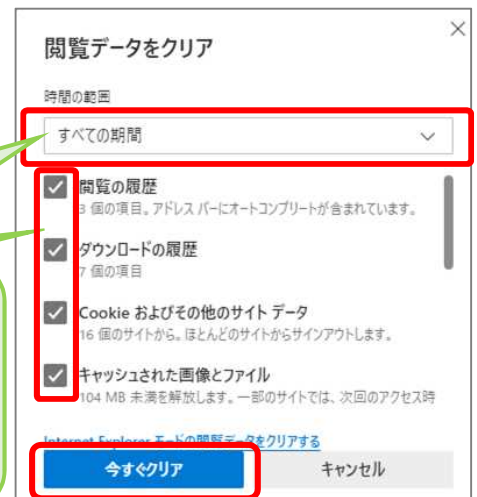 閲覧データをクリア
時間の範囲
すべての期間
閲覧の履歴
3 個の項目。アドレス バーにオートコンプリートが含まれています。
ダウンロードの履歴
7 個の項目
Cookie およびその他のサイト データ
16 個のサイトから。ほとんどのサイトからサインアウトします。
キャッシュされた画像とファイル
104 MB 未満を解放します。一部のサイトでは、次回のアクセス時
Internet Explorer モードの閲覧データをクリアする
今すぐクリア
キャンセル